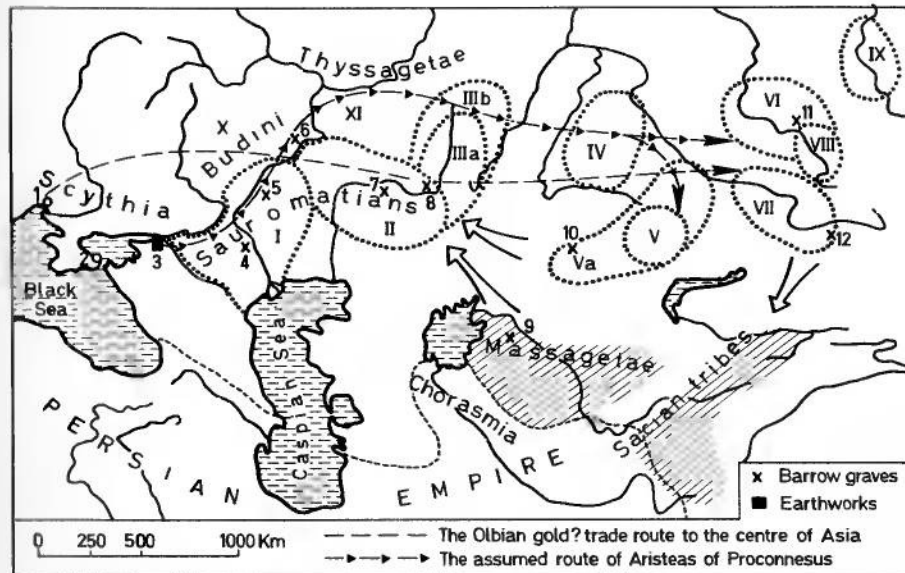 Thyssagetae
IX
IIIb
XI
VI
X
Budini
6
11
VIII
IIIa
IV
1
Scythia
5
7
8
Sauromatians
I
II
VII
V
10
Va
12
3
4
2
Black
Sea
9
Massagetae
Caspian Sea
Chorasmia
Sacran tribes
PERSIAN EMPIRE
x Barrow graves
■ Earthworks
0 250 500 1000 Km
The Olbian gold? trade route to the centre of Asia
The assumed route of Aristeas of Proconnesus